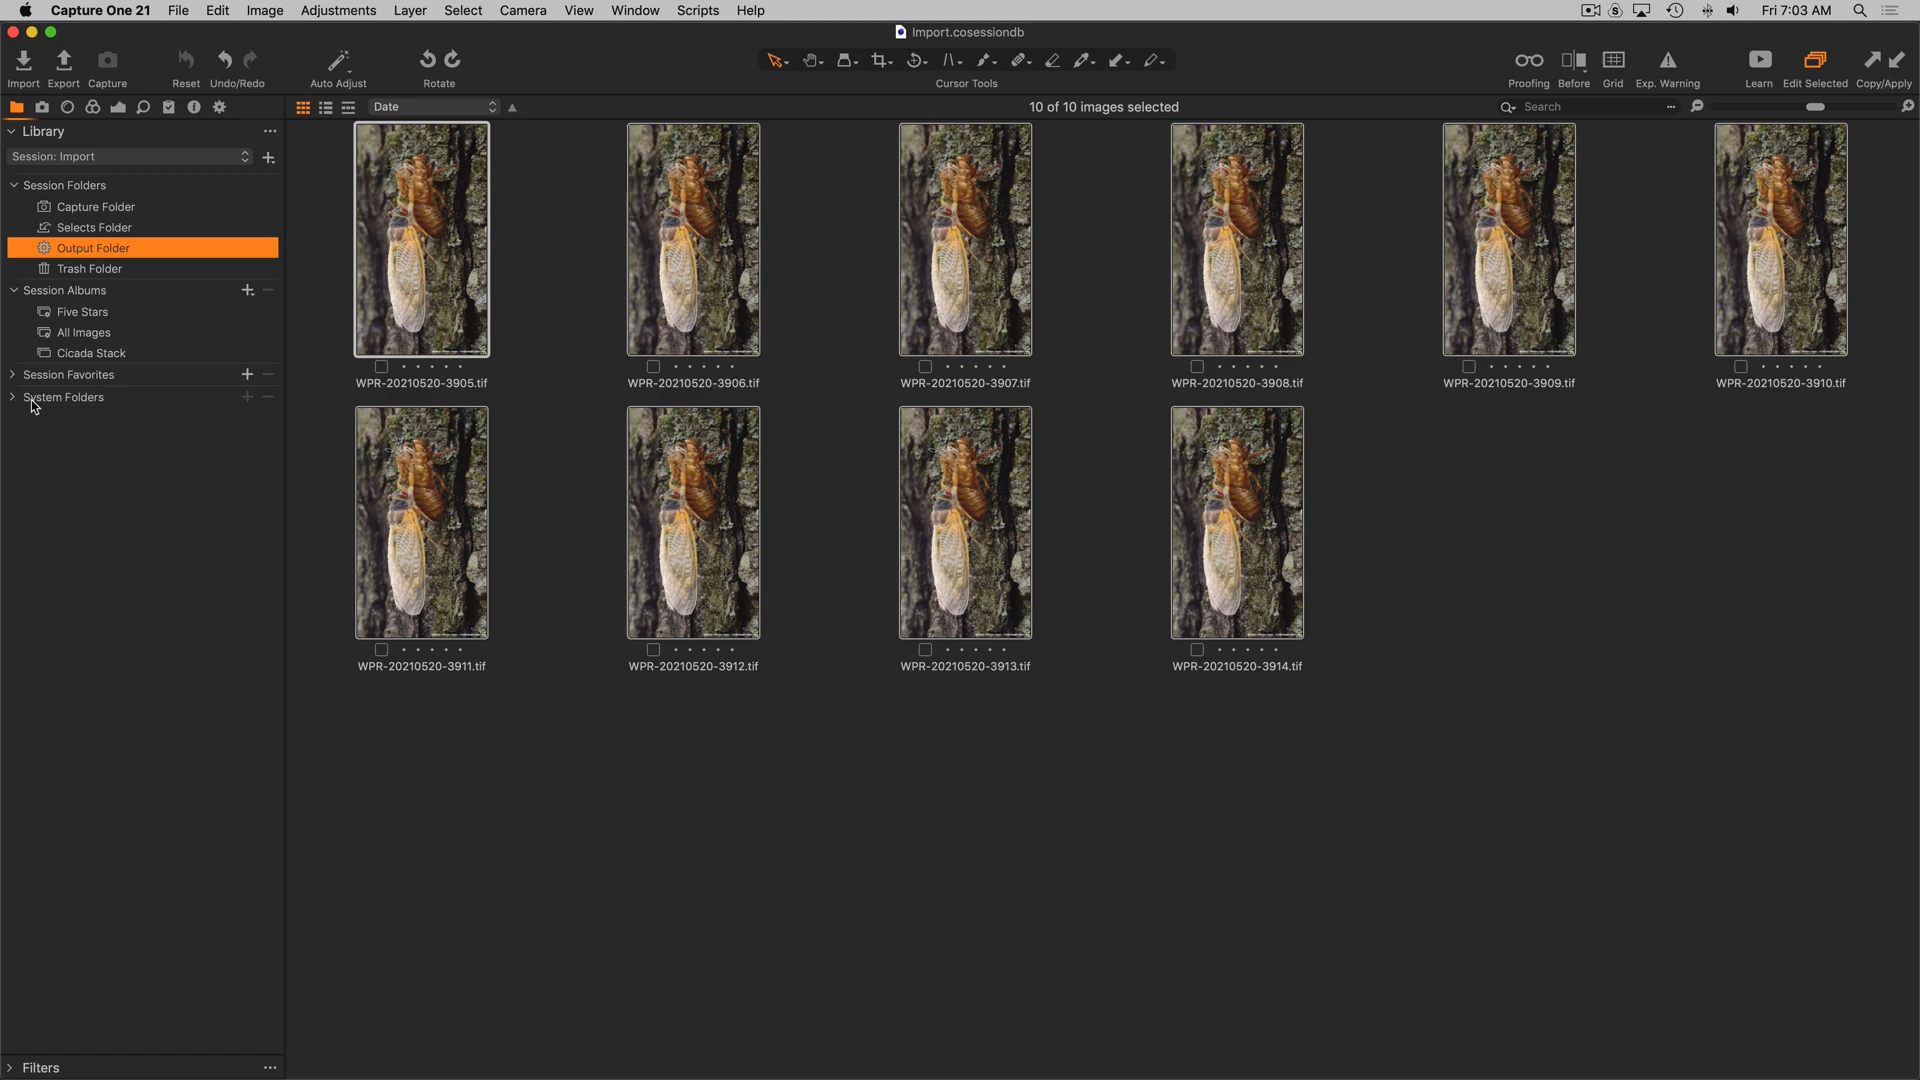 Capture One 21 File Edit Image Adjustments Layer Select Camera View Window Scripts Help Fri 7:03 AM
Import.cosessiondb
Import Export Capture Reset Undo/Redo Auto Adjust Rotate Cursor Tools Proofing Before Grid Exp. Warning Learn Edit Selected Copy/Apply
Date 10 of 10 images selected Search
Library
Session: Import
Session Folders
Capture Folder
Selects Folder
Output Folder
Trash Folder
Session Albums
Five Stars
All Images
Cicada Stack
Session Favorites
System Folders
WPR-20210520-3905.tif WPR-20210520-3906.tif WPR-20210520-3907.tif WPR-20210520-3908.tif WPR-20210520-3909.tif WPR-20210520-3910.tif
WPR-20210520-3911.tif WPR-20210520-3912.tif WPR-20210520-3913.tif WPR-20210520-3914.tif
Filters